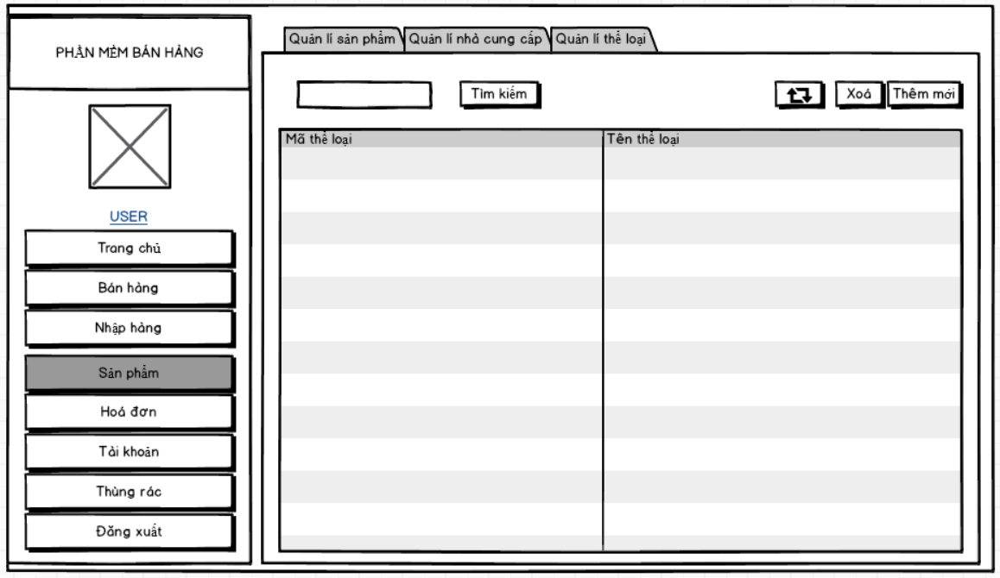 PHẦN MỀM BÁN HÀNG
USER
Trang chủ
Bán hàng
Nhập hàng
Sản phẩm
Hoá đơn
Tài khoản
Thùng rác
Đăng xuất
Quản lí sản phẩm Quản lí nhà cung cấp Quản lí thể loại
Tìm kiếm Xoá Thêm mới
Mã thể loại Tên thể loại